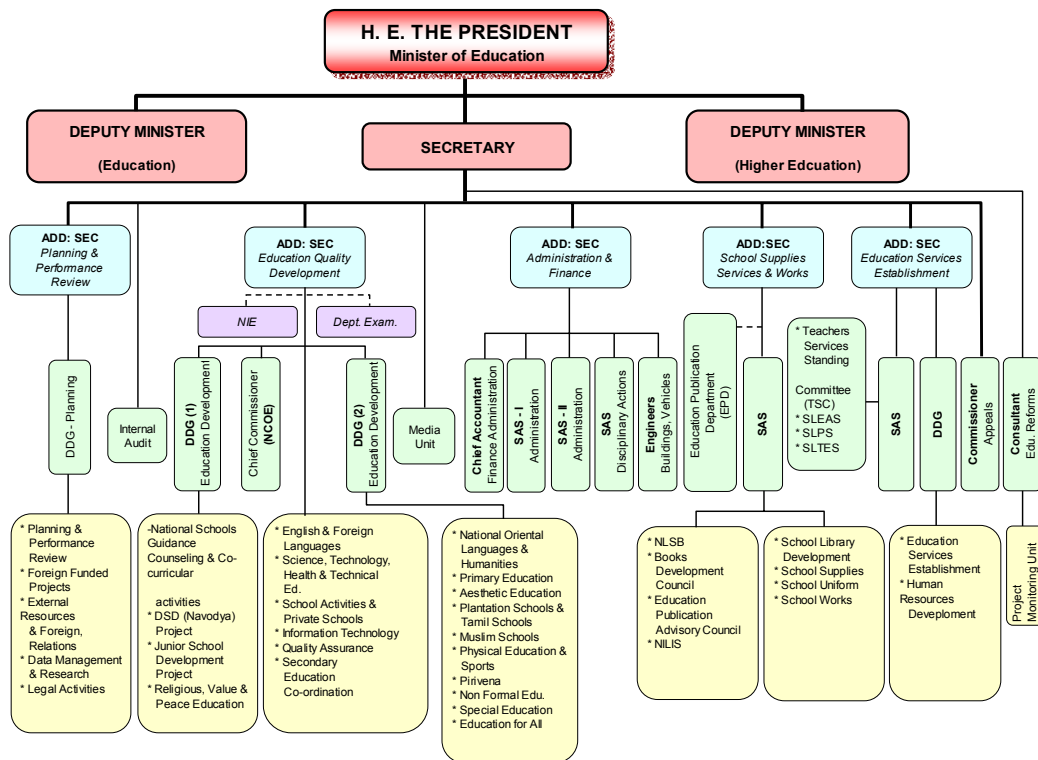 H. E. THE PRESIDENT
Minister of Education
DEPUTY MINISTER
(Education)
SECRETARY
DEPUTY MINISTER
(Higher Edcuation)
ADD: SEC
Planning &
Performance
Review
ADD: SEC
Education Quality
Development
ADD: SEC
Administration &
Finance
ADD:SEC
School Supplies
Services & Works
ADD: SEC
Education Services
Establishment
NIE
Dept. Exam.
DDG - Planning
Internal
Audit
DDG (1)
Education Development
Chief Commissioner
(NCOE)
DDG (2)
Education Development
Media
Unit
Chief Accountant
Finance Administration
SAS - I
Administration
SAS - II
Administration
SAS
Disciplinary Actions
Engineers
Buildings, Vehicles
Education Publication
Department
(EPD)
SAS
* Teachers
Services
Standing
Committee
(TSC)
* SLEAS
* SLPS
* SLTES
SAS
DDG
Commissioner
Appeals
Consultant
Edu. Reforms
* Planning &
Performance
Review
* Foreign Funded
Projects
* External
Resources
& Foreign,
Relations
* Data Management
& Research
* Legal Activities
-National Schools
Guidance
Counseling & Co-
curricular
activities
* DSD (Navodya)
Project
* Junior School
Development
Project
* Religious, Value &
Peace Education
* English & Foreign
Languages
* Science, Technology,
Health & Technical
Ed.
* School Activities &
Private Schools
* Information Technology
* Quality Assurance
* Secondary
Education
Co-ordination
* National Oriental
Languages &
Humanities
* Primary Education
* Aesthetic Education
* Plantation Schools &
Tamil Schools
* Muslim Schools
* Physical Education &
Sports
* Pirivena
* Non Formal Edu.
* Special Education
* Education for All
* NLSB
* Books
Development
Council
* Education
Publication
Advisory Council
* NILIS
* School Library
Development
* School Supplies
* School Uniform
* School Works
* Education
Services
Establishment
* Human
Resources
Deveploment
Project
Monitoring Unit